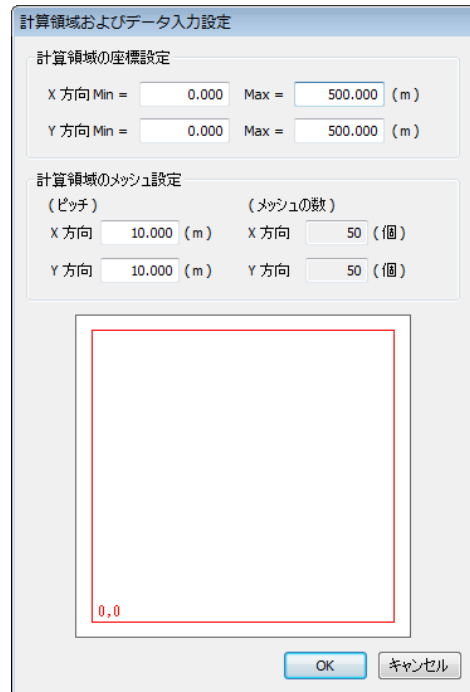 計算領域およびデータ入力設定
計算領域の座標設定
X 方向 Min = 0.000 Max = 500.000 (m)
Y 方向 Min = 0.000 Max = 500.000 (m)
計算領域のメッシュ設定
(ピッチ) (メッシュの数)
X 方向 10.000 (m) X 方向 50 (個)
Y 方向 10.000 (m) Y 方向 50 (個)
0,0
OK キャンセル